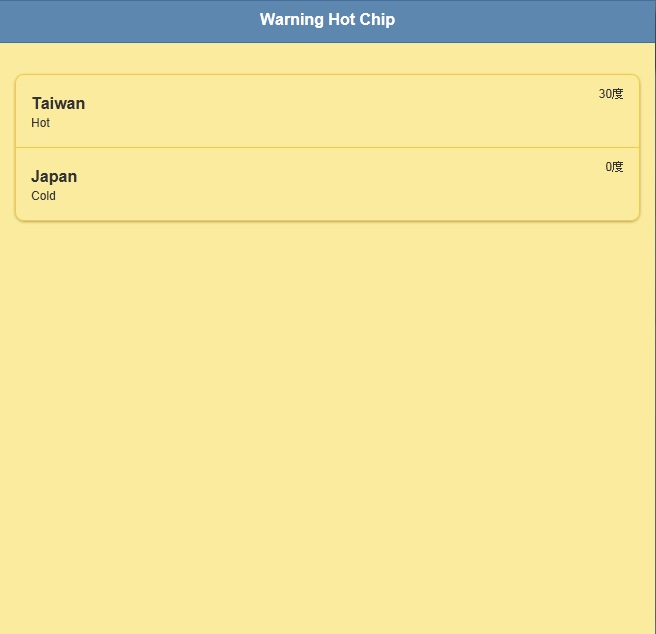 Warning Hot Chip
Taiwan
30度
Hot
Japan
0度
Cold